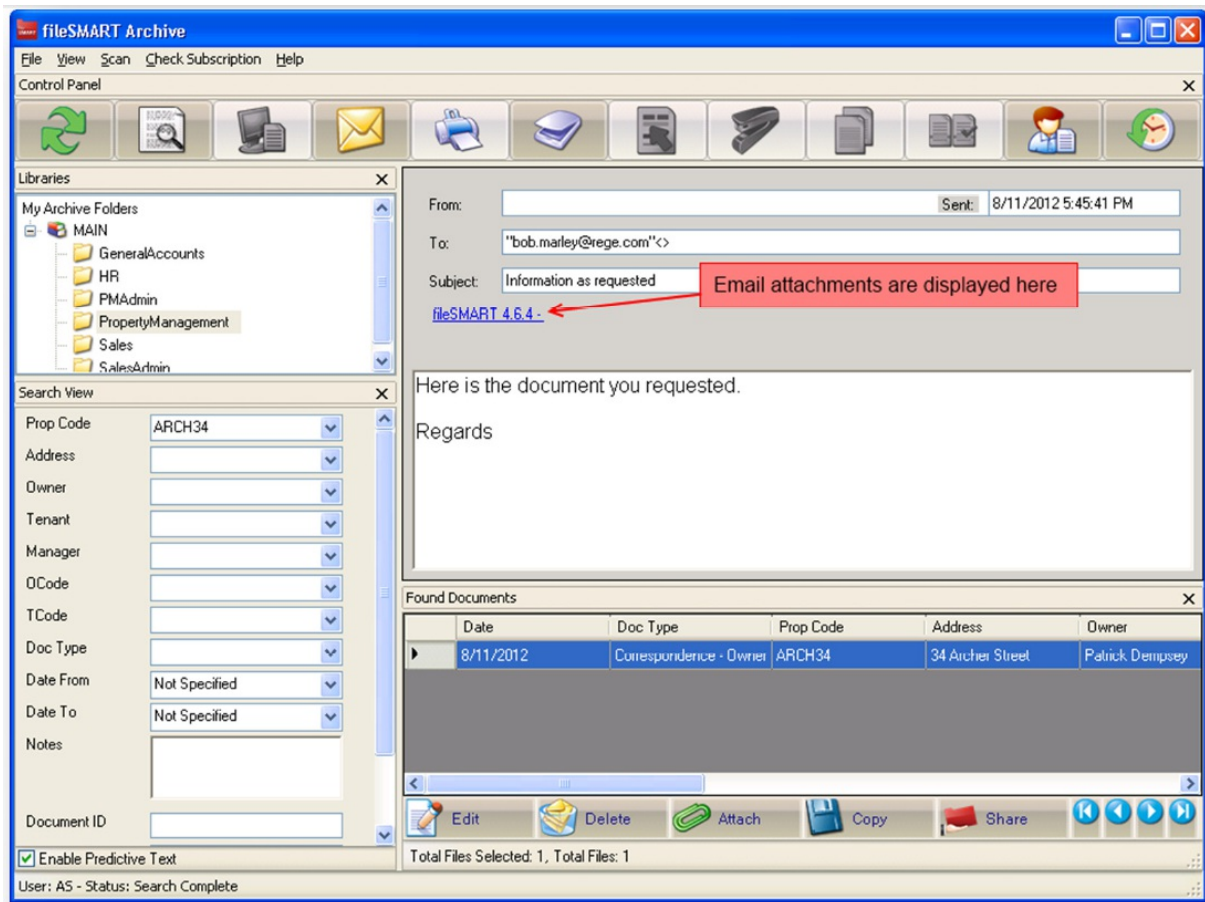 fileSMART Archive
File View Scan Check Subscription Help
Control Panel
Libraries
My Archive Folders
MAIN
GeneralAccounts
HR
PMAdmin
PropertyManagement
Sales
SalesAdmin
From:
Sent: 8/11/2012 5:45:41 PM
To: "bob.marley@rege.com"<>
Subject: Information as requested
Email attachments are displayed here
fileSMART 4.6.4 -
Here is the document you requested.
Regards
Search View
Prop Code ARCH34
Address
Owner
Tenant
Manager
OCode
TCode
Doc Type
Date From Not Specified
Date To Not Specified
Notes
Document ID
Enable Predictive Text
Found Documents
Date Doc Type Prop Code Address Owner
8/11/2012 Correspondence - Owner ARCH34 34 Archer Street Patrick Dempsey
Edit Delete Attach Copy Share
Total Files Selected: 1, Total Files: 1
User: AS - Status: Search Complete